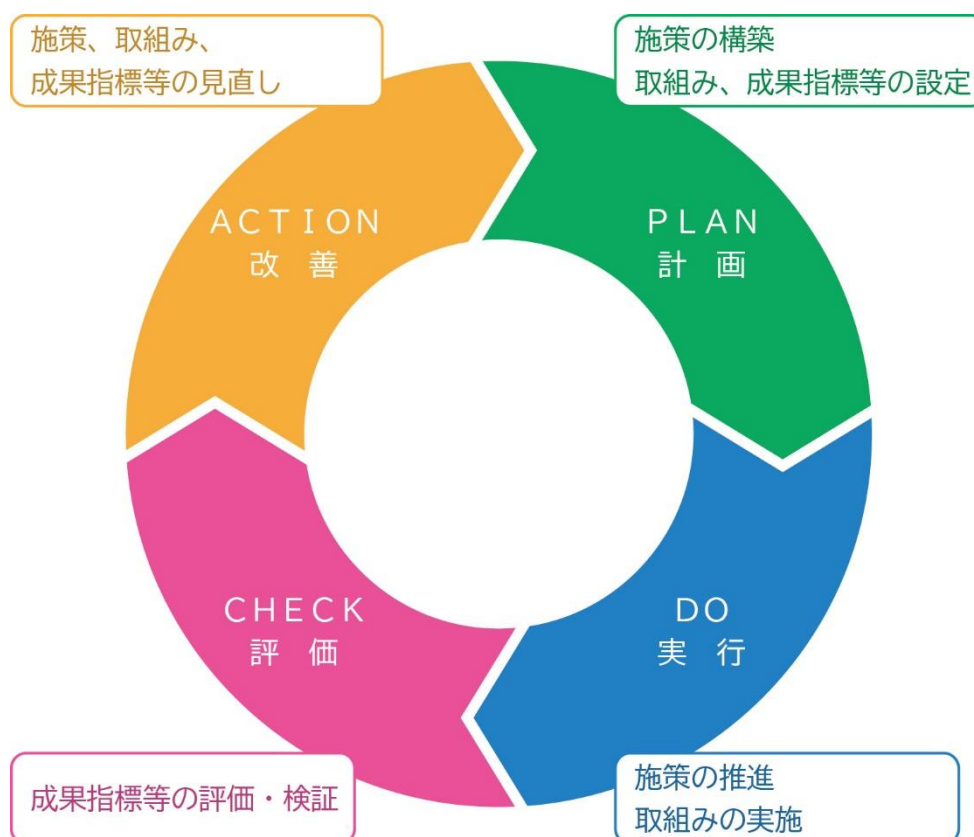 施策、取組み、
成果指標等の見直し
施策の構築
取組み、成果指標等の設定
ＡＣＴＩＯＮ
改　善
ＰＬＡＮ
計　画
ＣＨＥＣＫ
評　価
ＤＯ
実　行
成果指標等の評価・検証
施策の推進
取組みの実施